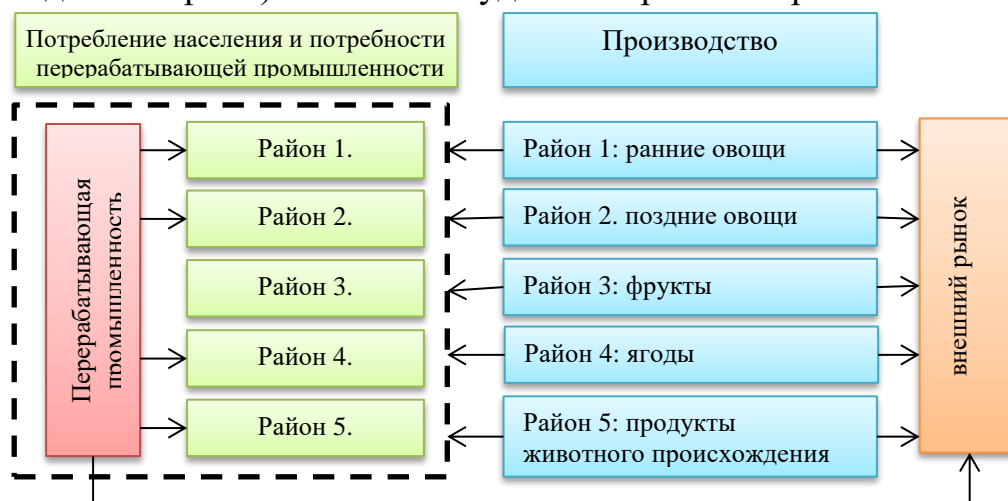 Потребление населения и потребности
перерабатывающей промышленности
Производство
Перерабатывающая
промышленность
Район 1.
Район 2.
Район 3.
Район 4.
Район 5.
Район 1: ранние овощи
Район 2. поздние овощи
Район 3: фрукты
Район 4: ягоды
Район 5: продукты
животного происхождения
внешний рынок